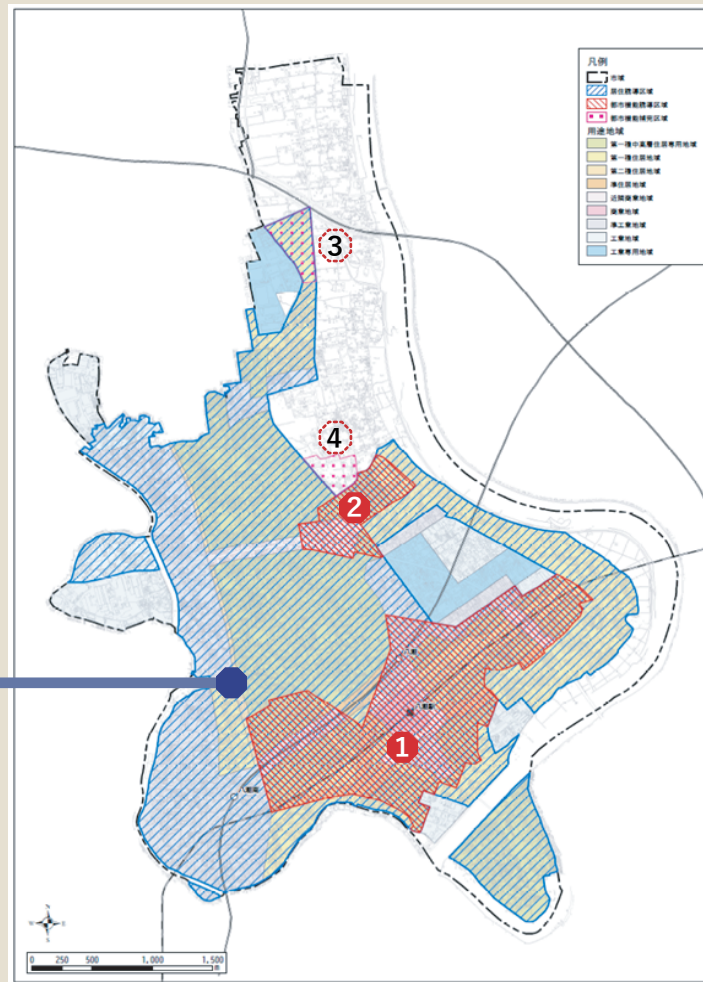 凡例
市域
居住誘導区域
都市機能誘導区域
都市機能補完区域
用途地域
第一種中高層住居専用地域
第一種住居地域
第二種住居地域
準住居地域
近隣商業地域
商業地域
準工業地域
工業地域
工業専用地域
③
④
②
①
N
0 250 500 1,000 1,500
m